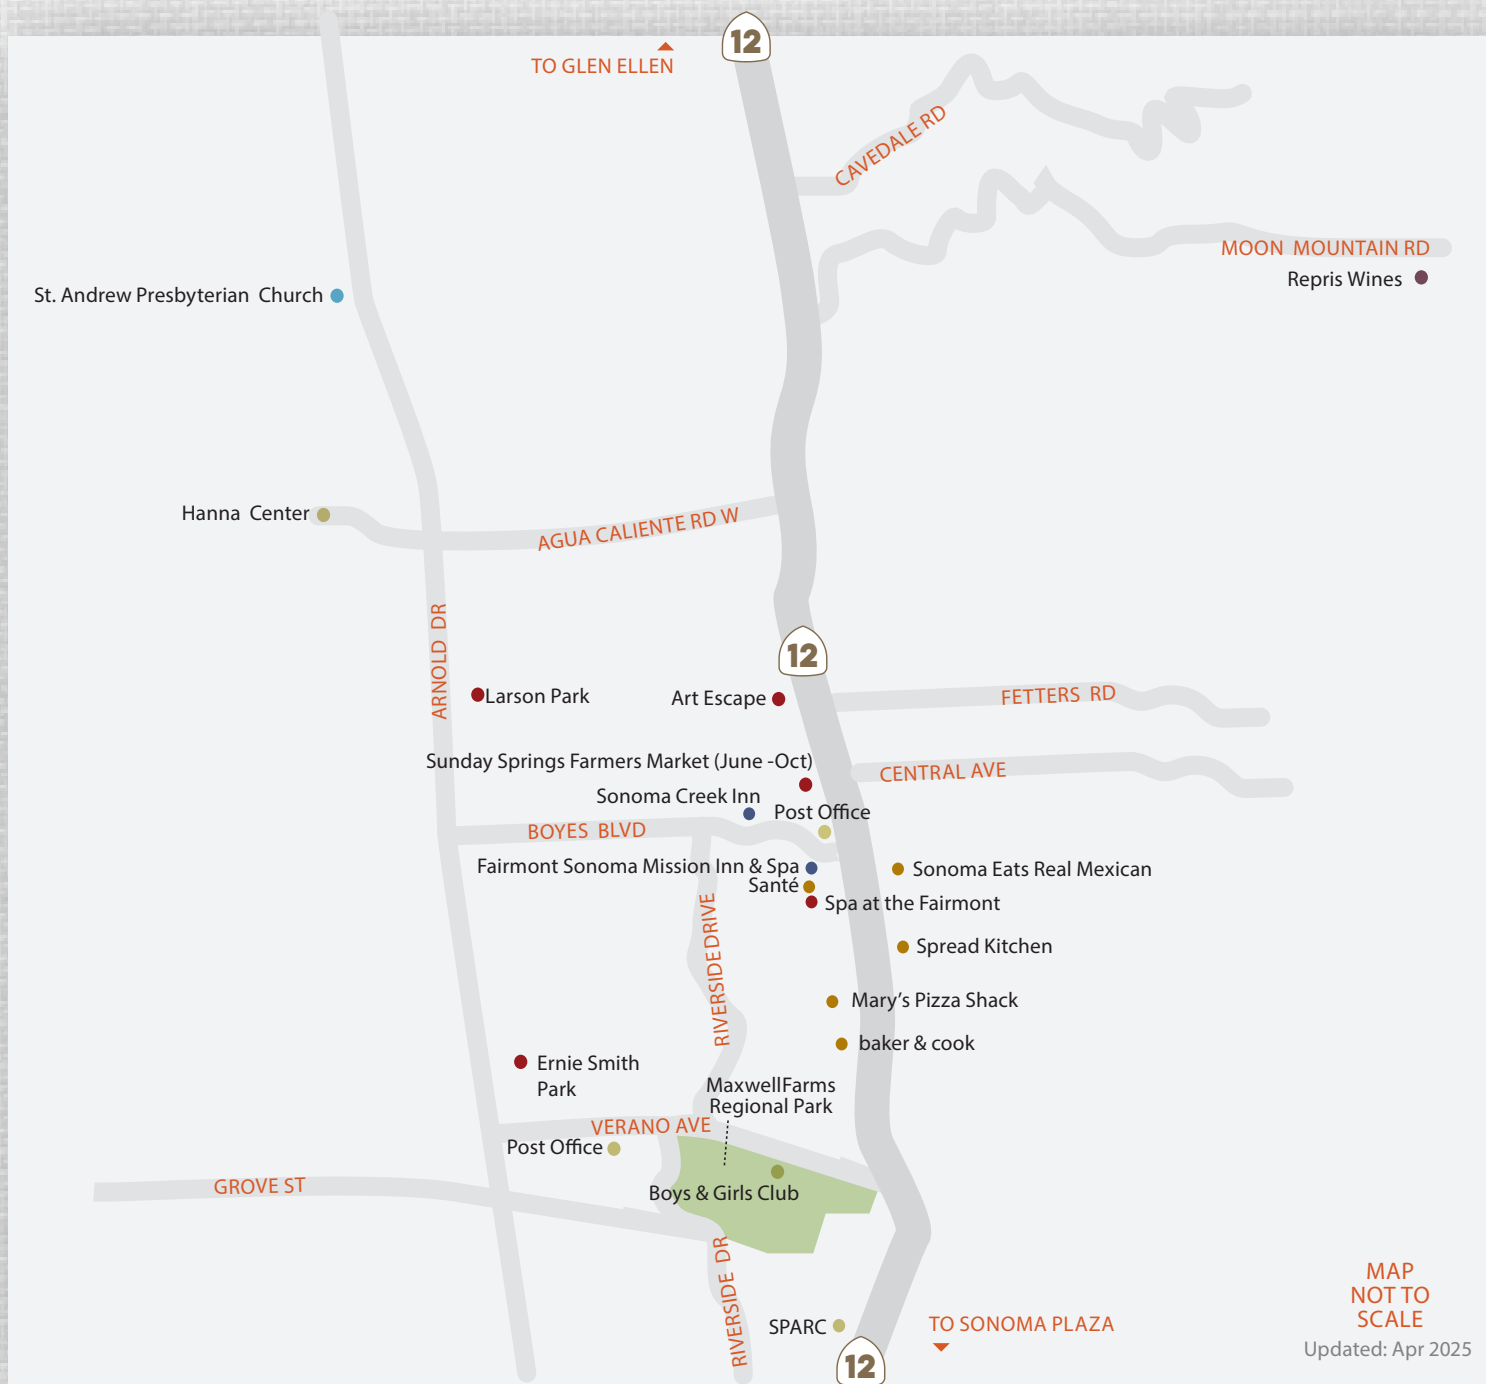 12
TO GLEN ELLEN
CAVEDALE RD
MOON MOUNTAIN RD
Repris Wines
St. Andrew Presbyterian Church
Hanna Center
AGUA CALIENTE RD W
ARNOLD DR
12
Larson Park
Art Escape
FETTERS RD
Sunday Springs Farmers Market (June -Oct)
CENTRAL AVE
Sonoma Creek Inn
Post Office
BOYES BLVD
Fairmont Sonoma Mission Inn & Spa
Sonoma Eats Real Mexican
Santé
Spa at the Fairmont
RIVERSIDE DRIVE
Spread Kitchen
Mary's Pizza Shack
baker & cook
Ernie Smith
Park
MaxwellFarms
Regional Park
VERANO AVE
Post Office
GROVE ST
Boys & Girls Club
RIVERSIDE DR
SPARC
TO SONOMA PLAZA
12
MAP
NOT TO
SCALE
Updated: Apr 2025